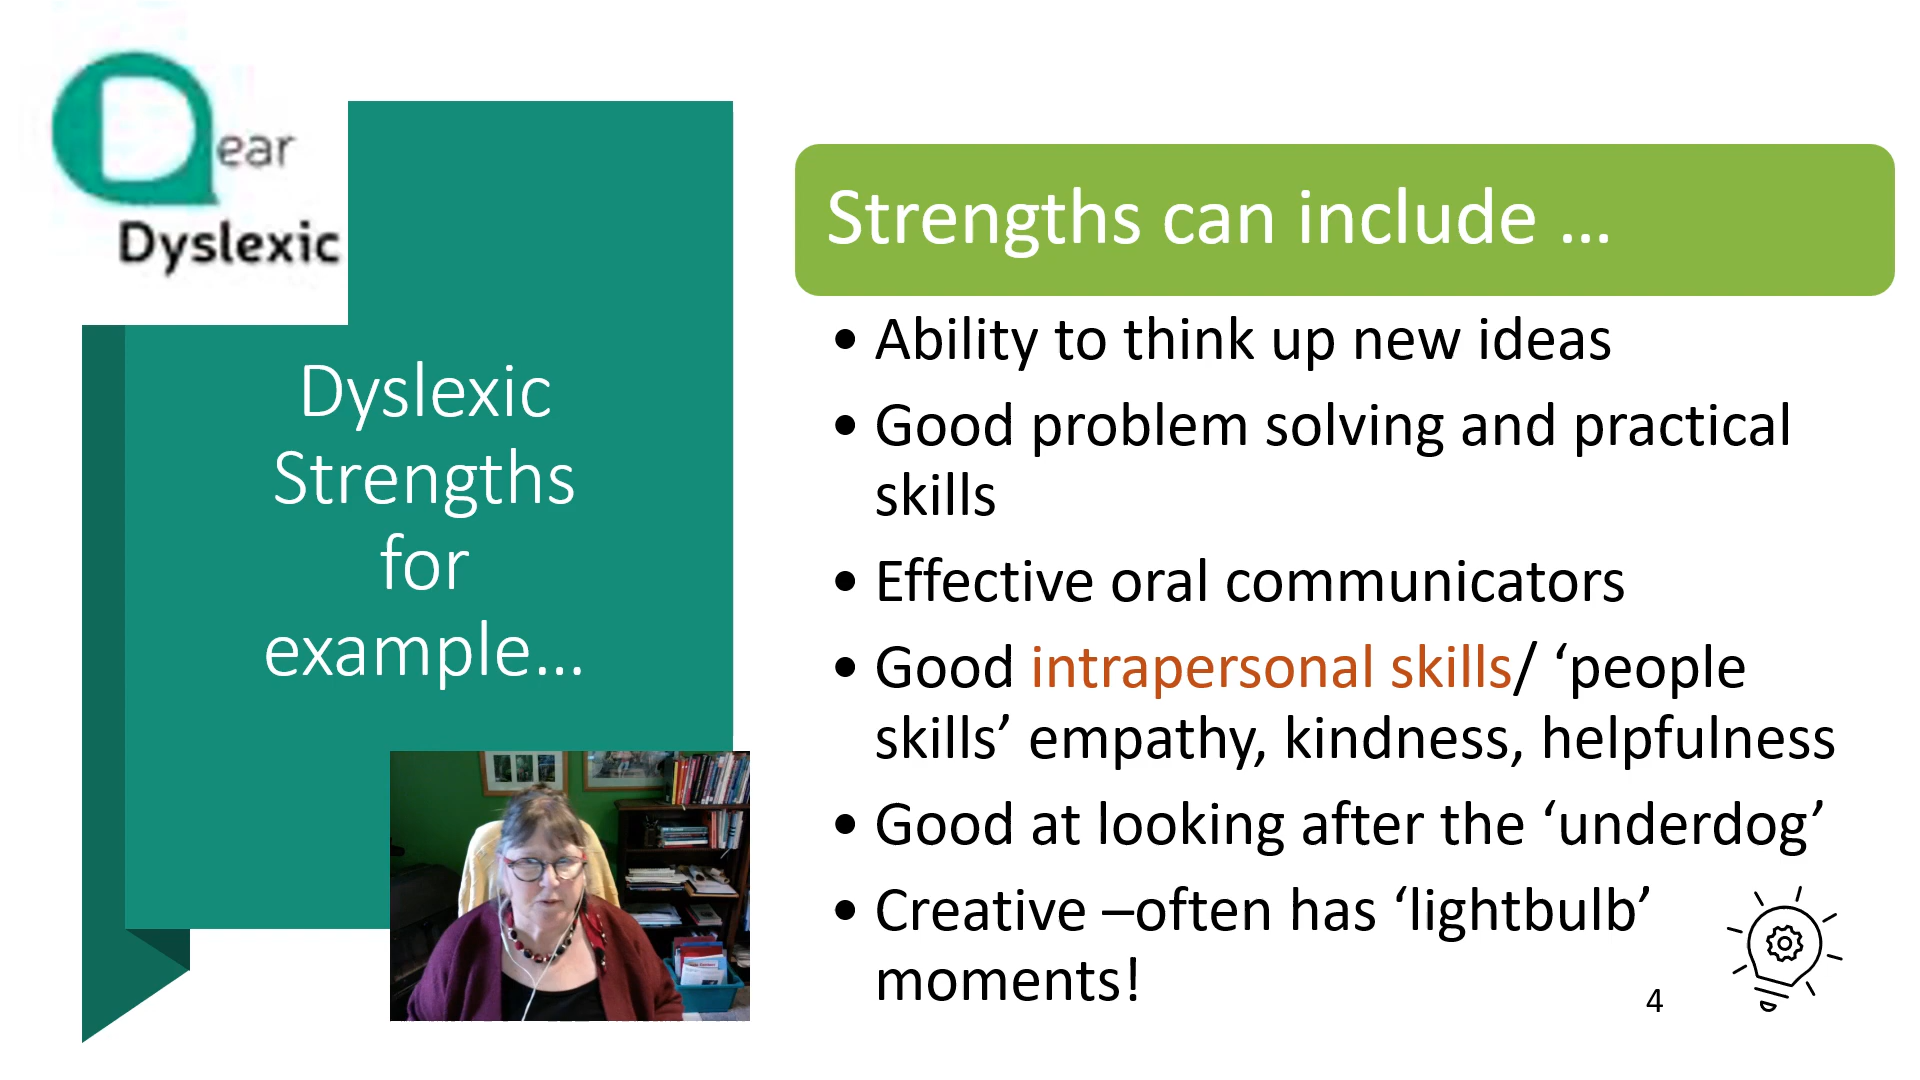 Dear
Dyslexic
Dyslexic
Strengths
for
example…
Strengths can include …
• Ability to think up new ideas
• Good problem solving and practical
skills
• Effective oral communicators
• Good intrapersonal skills/ ‘people
skills’ empathy, kindness, helpfulness
• Good at looking after the ‘underdog’
• Creative –often has ‘lightbulb’
moments!
4